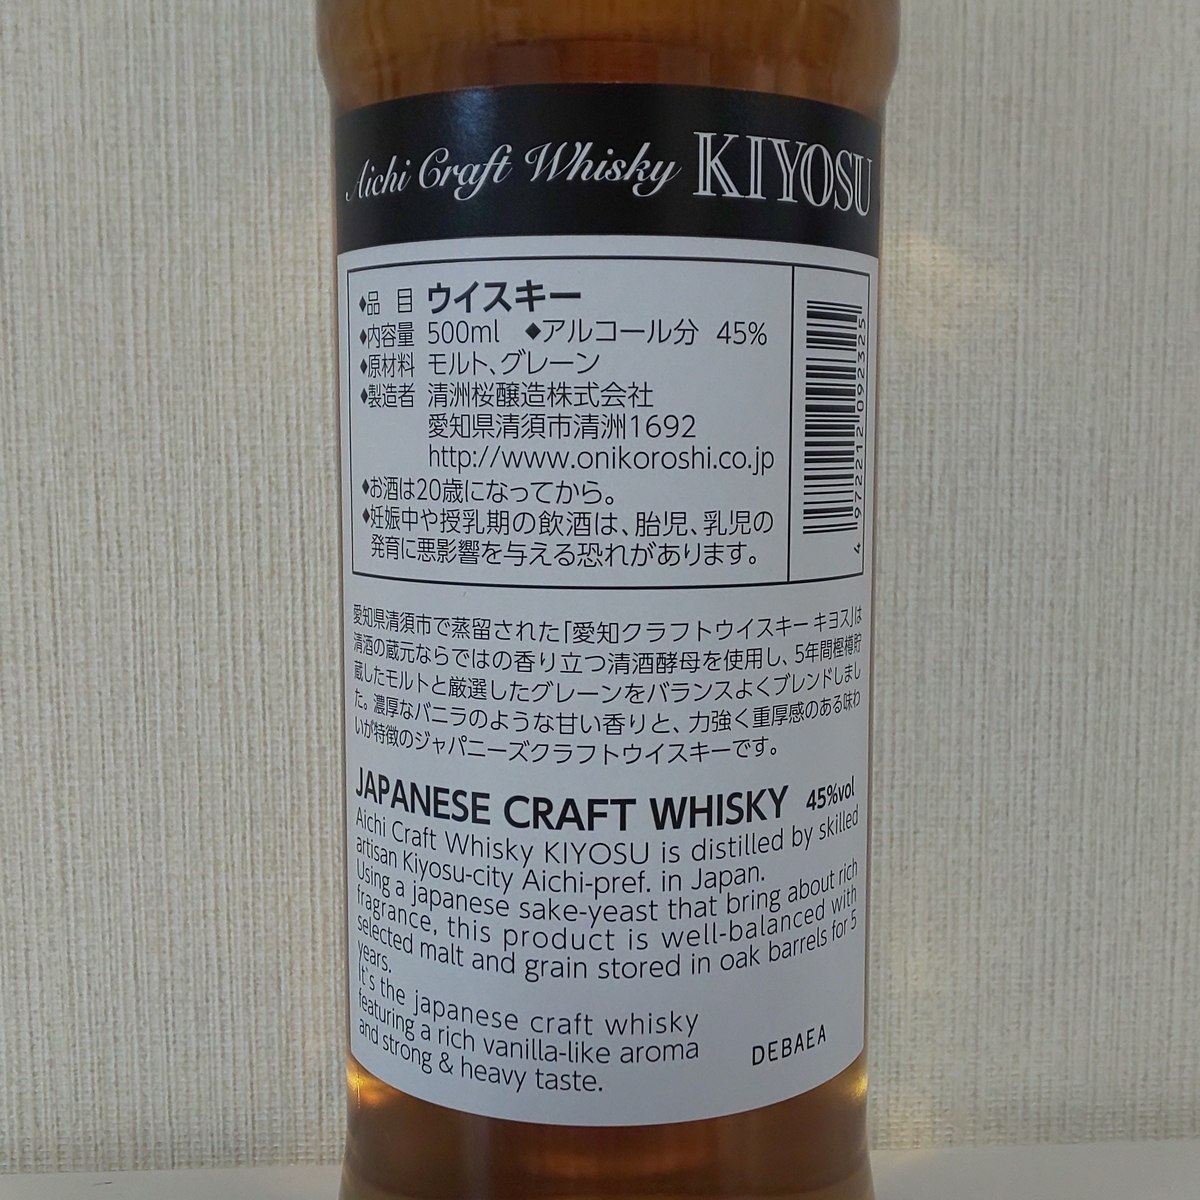 Aichi Craft Whisky KIYOSU
◆品 目 ウイスキー
◆内容量 500ml ◆アルコール分 45%
◆原材料 モルト、グレーン
◆製造者 清洲桜醸造株式会社
愛知県清須市清洲1692
http://www.onikoroshi.co.jp
◆お酒は20歳になってから。
◆妊娠中や授乳期の飲酒は、胎児、乳児の
発育に悪影響を与える恐れがあります。
4 972212 092325
愛知県清須市で蒸留された「愛知クラフトウイスキー キヨス」は
清酒の蔵元ならではの香り立つ清酒酵母を使用し、5年間樫樽貯
蔵したモルトと厳選したグレーンをバランスよくブレンドしまし
た。濃厚なバニラのような甘い香りと、力強く重厚感のある味わ
いが特徴のジャパニーズクラフトウイスキーです。
JAPANESE CRAFT WHISKY 45%vol
Aichi Craft Whisky KIYOSU is distilled by skilled
artisan Kiyosu-city Aichi-pref. in Japan.
Using a japanese sake-yeast that bring about rich
fragrance, this product is well-balanced with
selected malt and grain stored in oak barrels for 5
years.
It's the japanese craft whisky
featuring a rich vanilla-like aroma
and strong & heavy taste.
DEBAEA